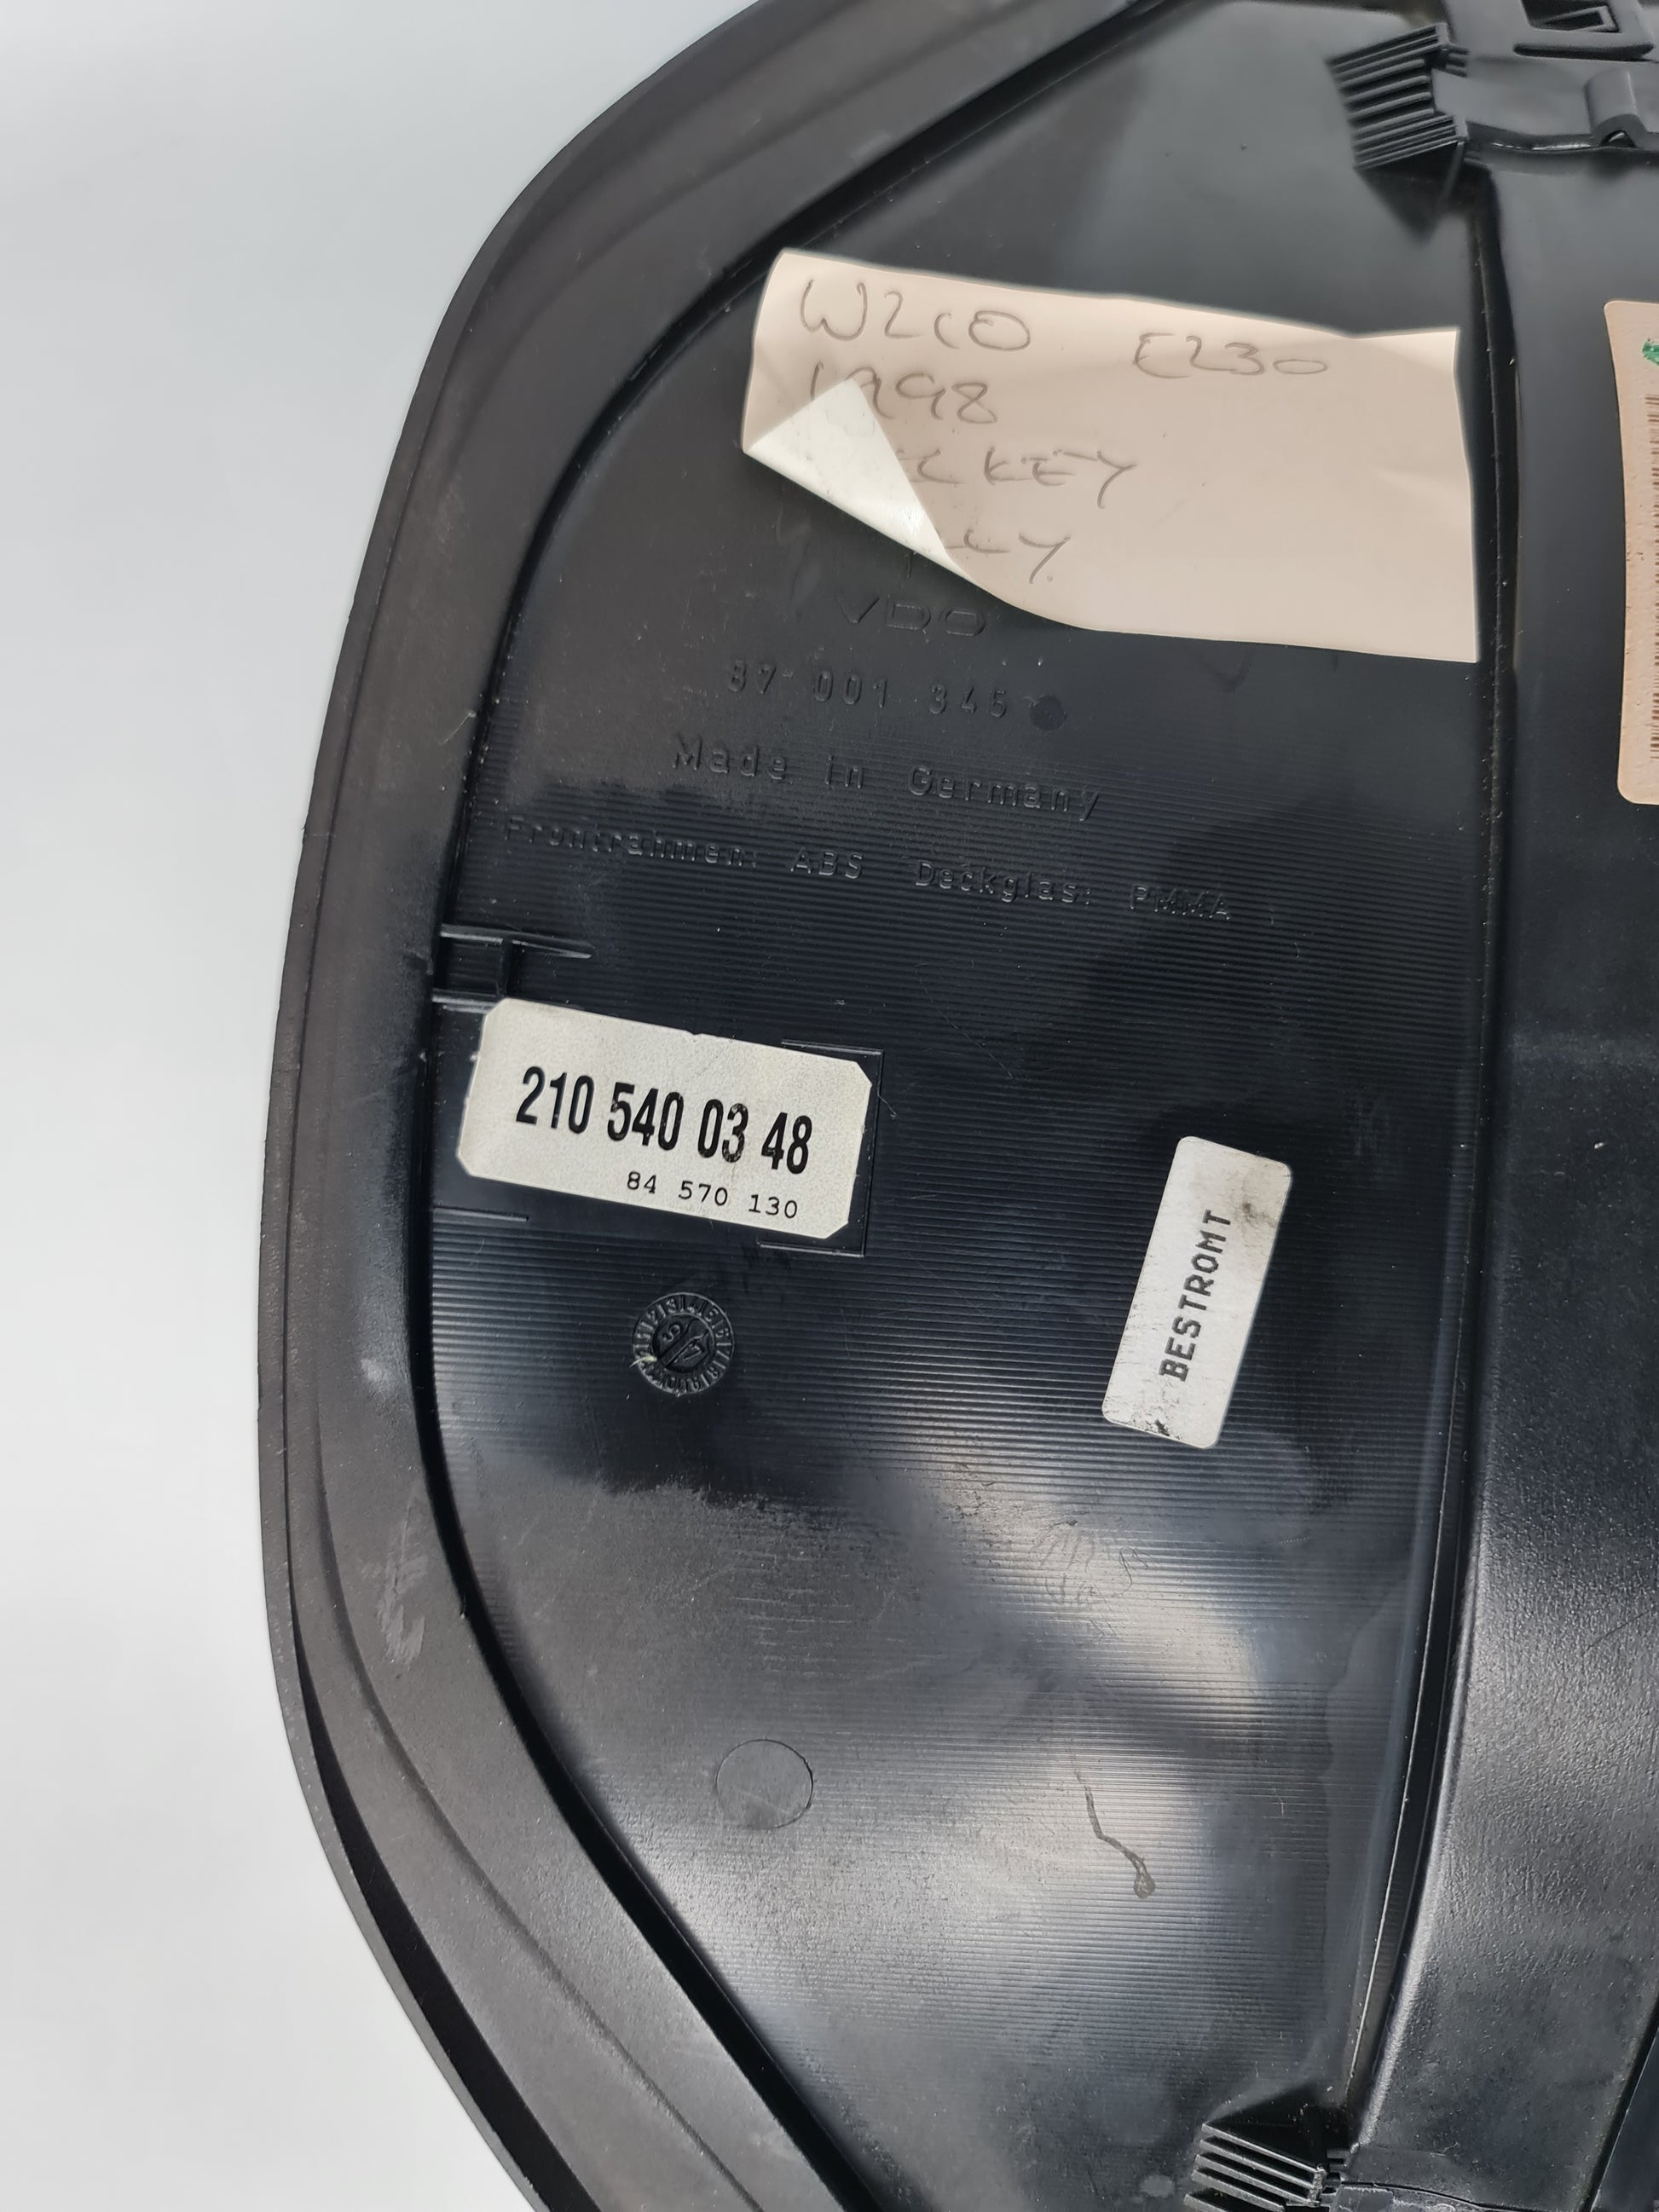 W210 E230
1998
KEY
VDO
87 001 345
Made in Germany
Frontrahmen: ABS Deckglas: PMMA
210 540 03 48
84 570 130
BESTROMT